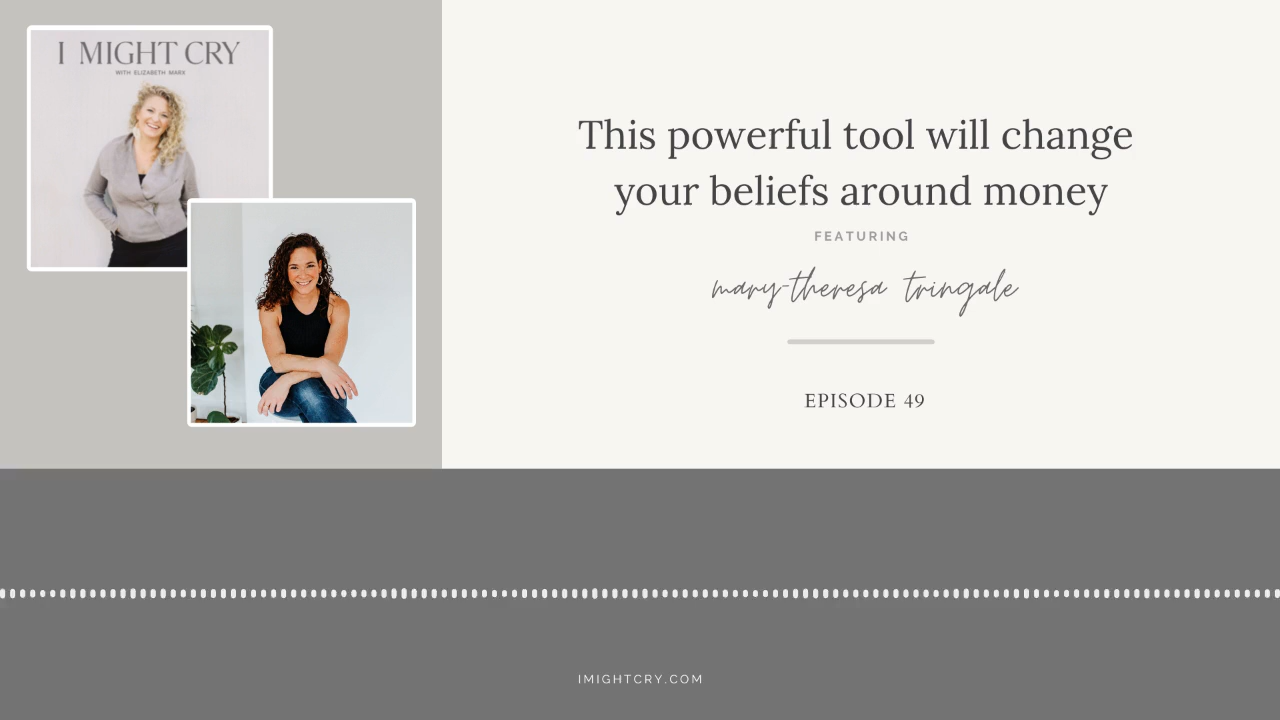 I MIGHT CRY
WITH ELIZABETH MARX
This powerful tool will change
your beliefs around money
FEATURING
mary-theresa tringale
EPISODE 49
IMIGHTCRY.COM